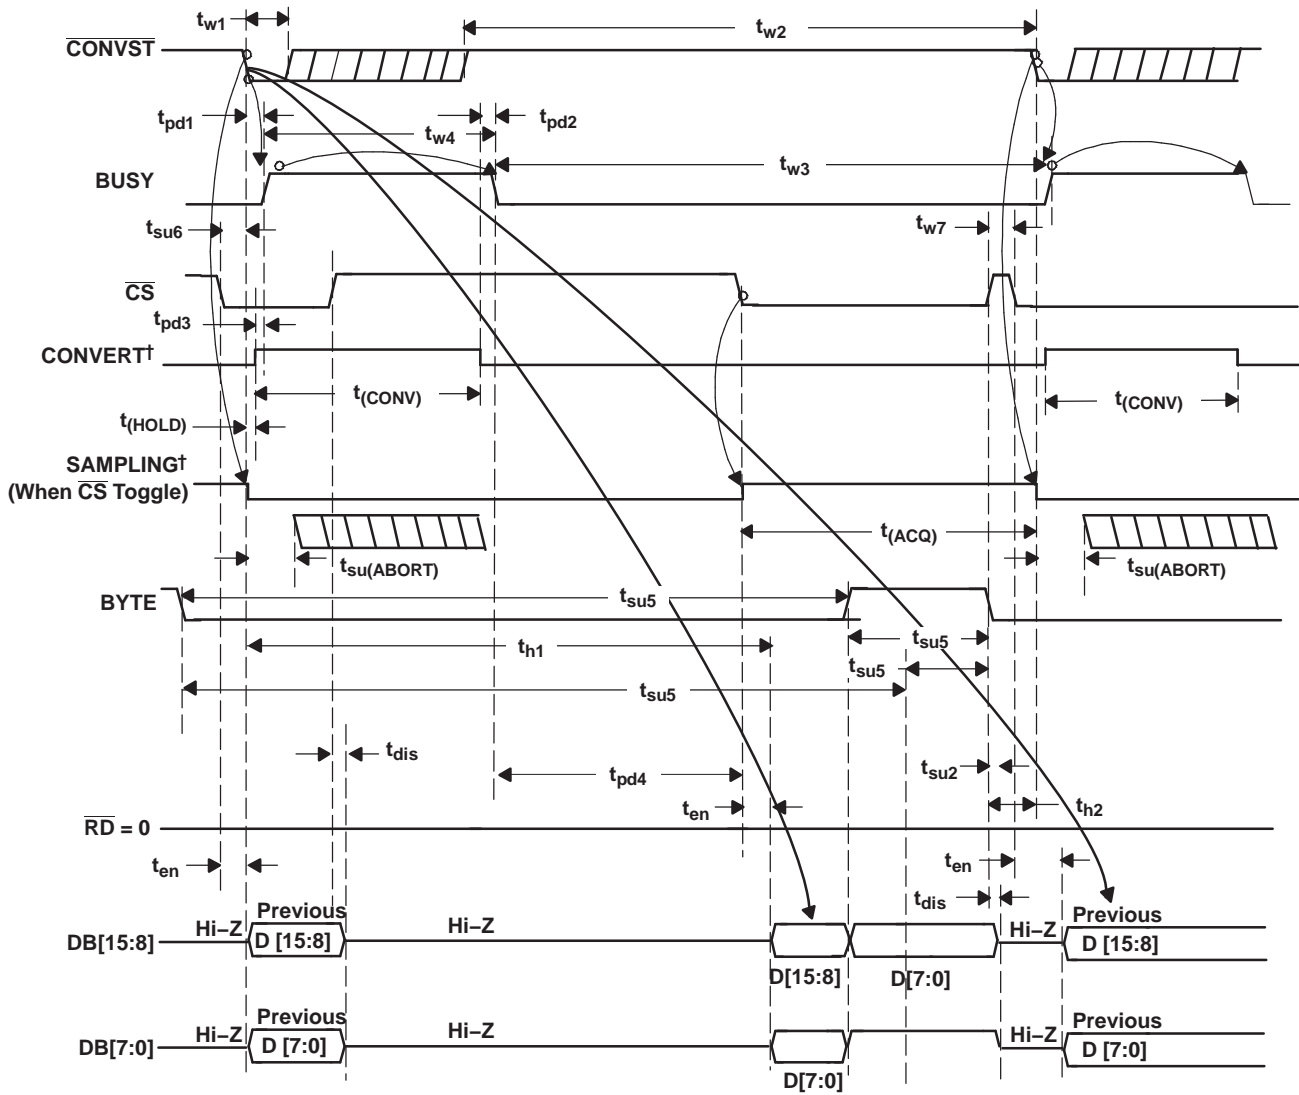 tw1
CONVST
tw2
tpd1
tw4
tpd2
tw3
BUSY
tsu6
tw7
CS
tpd3
CONVERT†
t(CONV)
t(CONV)
t(HOLD)
SAMPLING†
(When CS Toggle)
t(ACQ)
tsu(ABORT)
tsu(ABORT)
BYTE
tsu5
tsu5
th1
tsu5
tsu5
tdis
tpd4
tsu2
ten
th2
RD = 0
ten
ten
tdis
Previous
Previous
Hi–Z
Hi–Z
Hi–Z
DB[15:8]
D [15:8]
D [15:8]
D[15:8]
D[7:0]
Previous
Previous
Hi–Z
Hi–Z
Hi–Z
DB[7:0]
D [7:0]
D [7:0]
D[7:0]